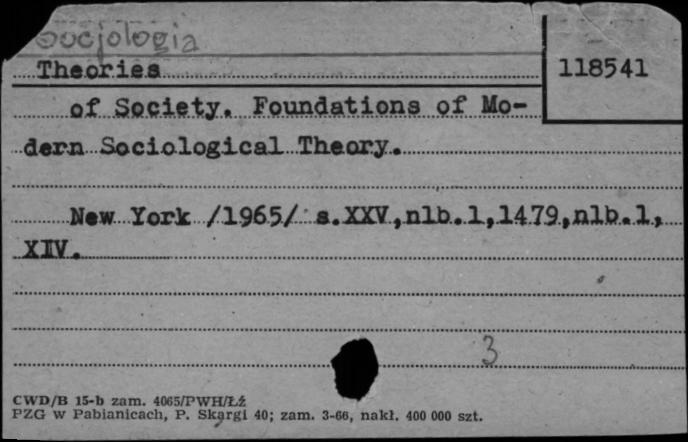 Socjologia
Theories
118541
of Society. Foundations of Mo-
dern Sociological Theory.
New York /1965/ s.XXV,nlb.1,1479,nlb.1,
XIV.
3
CWD/B 15-b zam. 4065/PWH/Łź
PZG w Pabianicach, P. Skargi 40; zam. 3-66, nakł. 400 000 szt.